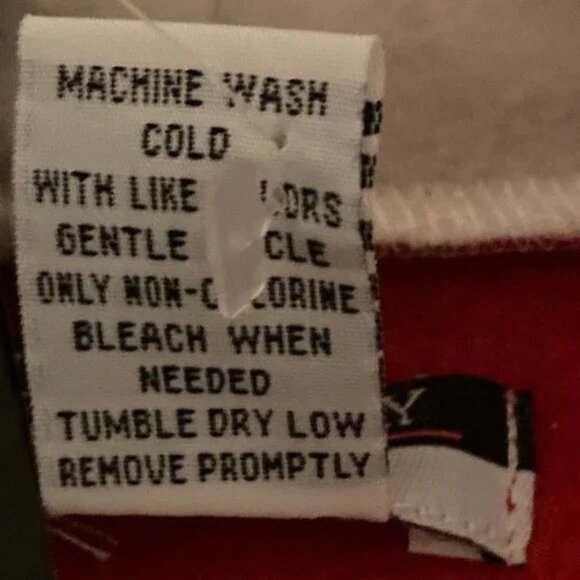 MACHINE WASH
COLD
WITH LIKE
GENTLE
ONLY
BLEACH WHEN
NEEDED
TUMBLE DRY LOW
REMOVE PROMPTLY
Y